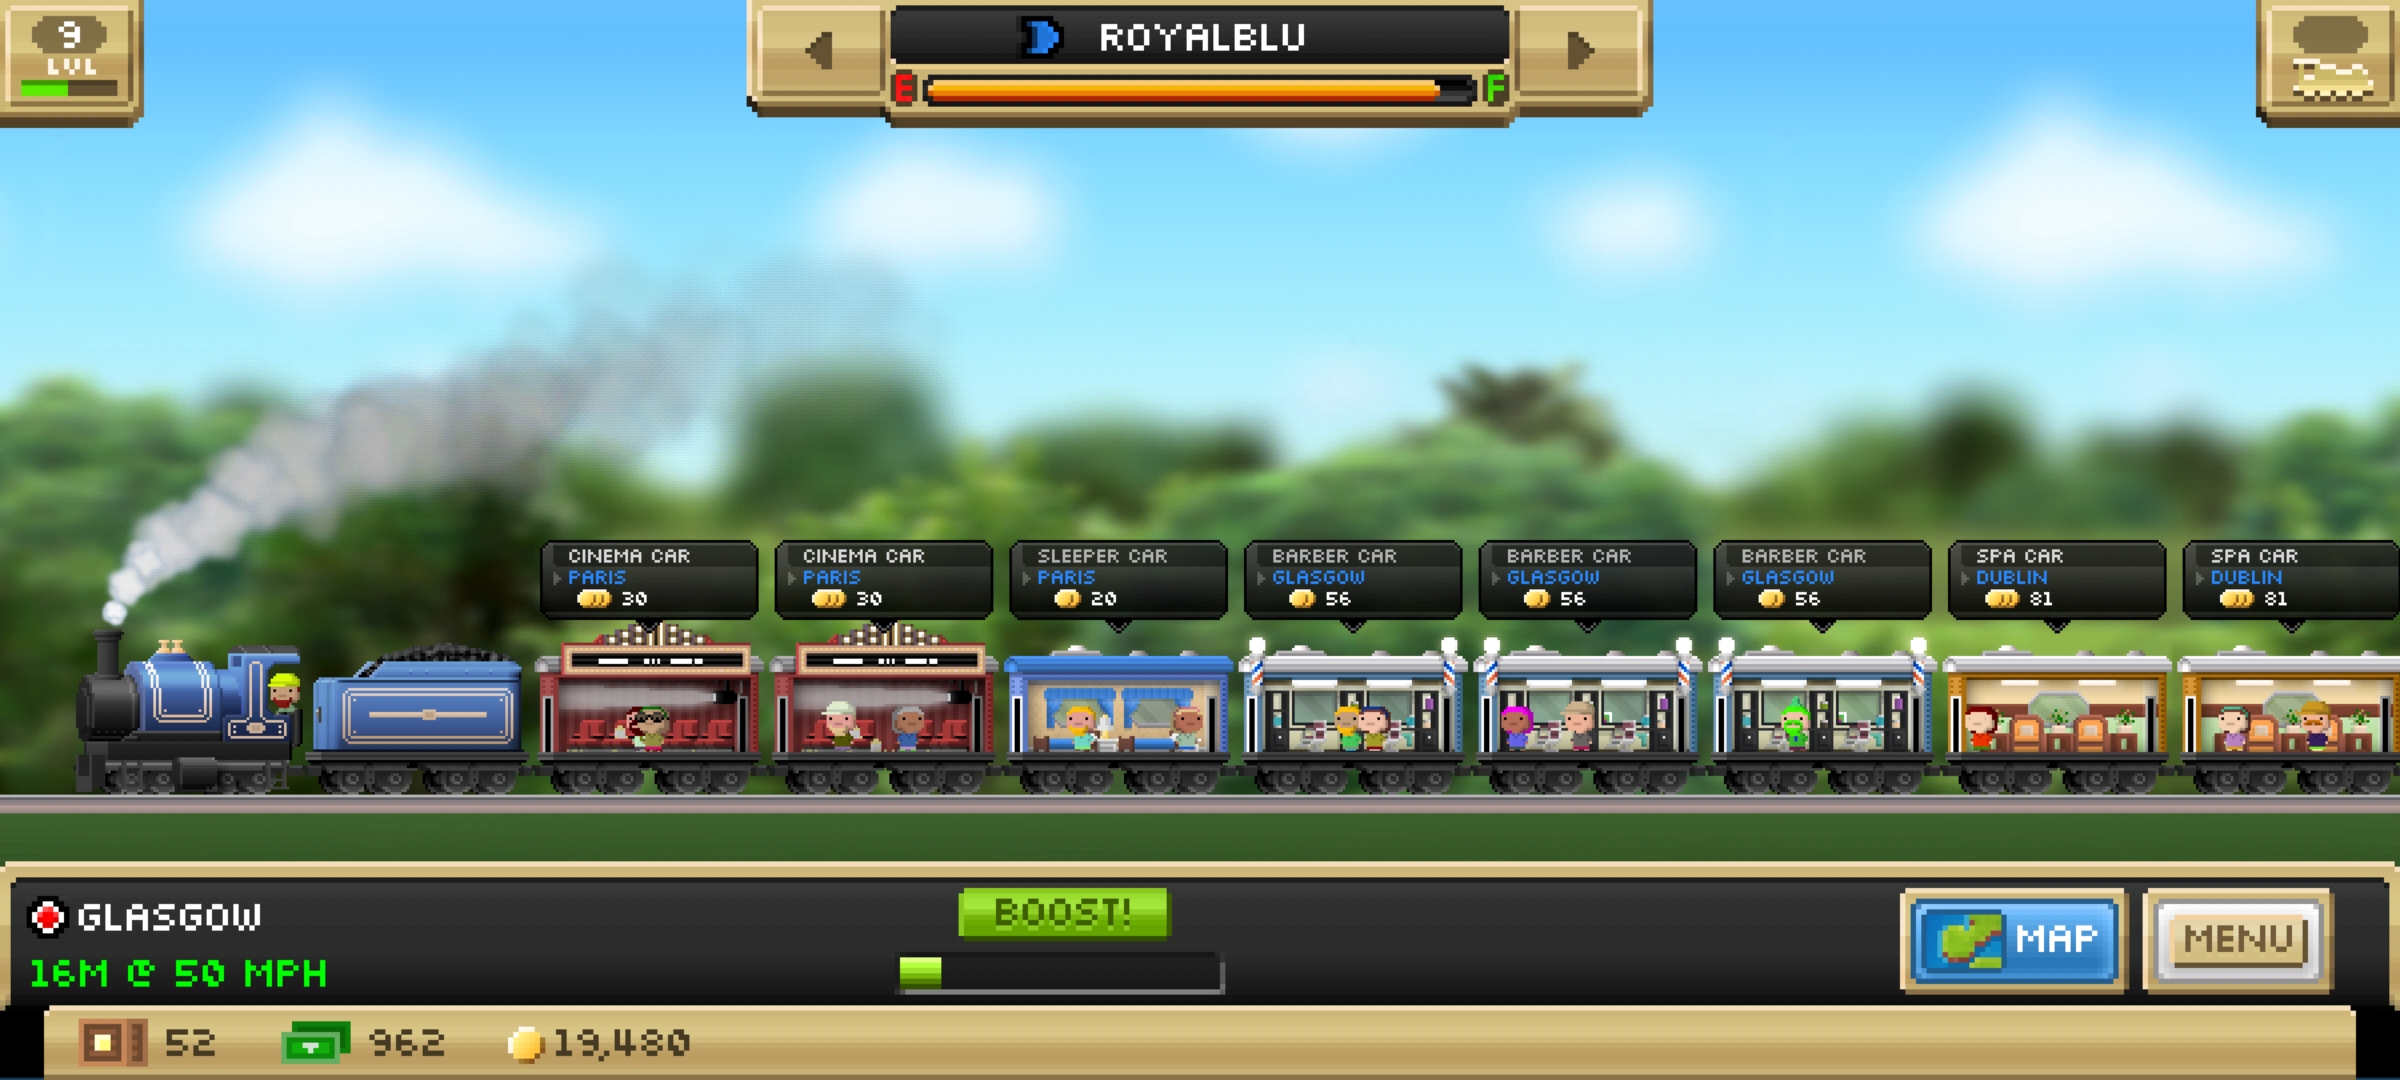 9
LVL
ROYALBLU
E F
CINEMA CAR
PARIS
30
CINEMA CAR
PARIS
30
SLEEPER CAR
PARIS
20
BARBER CAR
GLASGOW
56
BARBER CAR
GLASGOW
56
BARBER CAR
GLASGOW
56
SPA CAR
DUBLIN
81
SPA CAR
DUBLIN
81
GLASGOW
16M @ 50 MPH
BOOST!
MAP
MENU
52 962 19,480